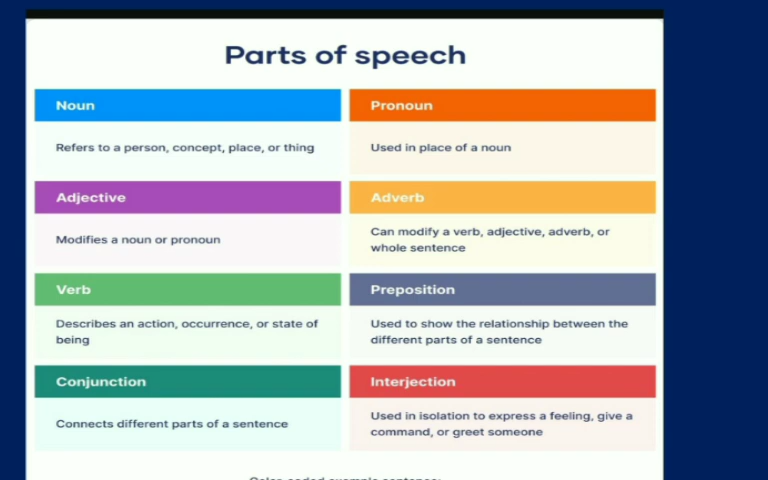 Parts of speech
Noun
Refers to a person, concept, place, or thing
Pronoun
Used in place of a noun
Adjective
Modifies a noun or pronoun
Adverb
Can modify a verb, adjective, adverb, or
whole sentence
Verb
Describes an action, occurrence, or state of
being
Preposition
Used to show the relationship between the
different parts of a sentence
Conjunction
Connects different parts of a sentence
Interjection
Used in isolation to express a feeling, give a
command, or greet someone